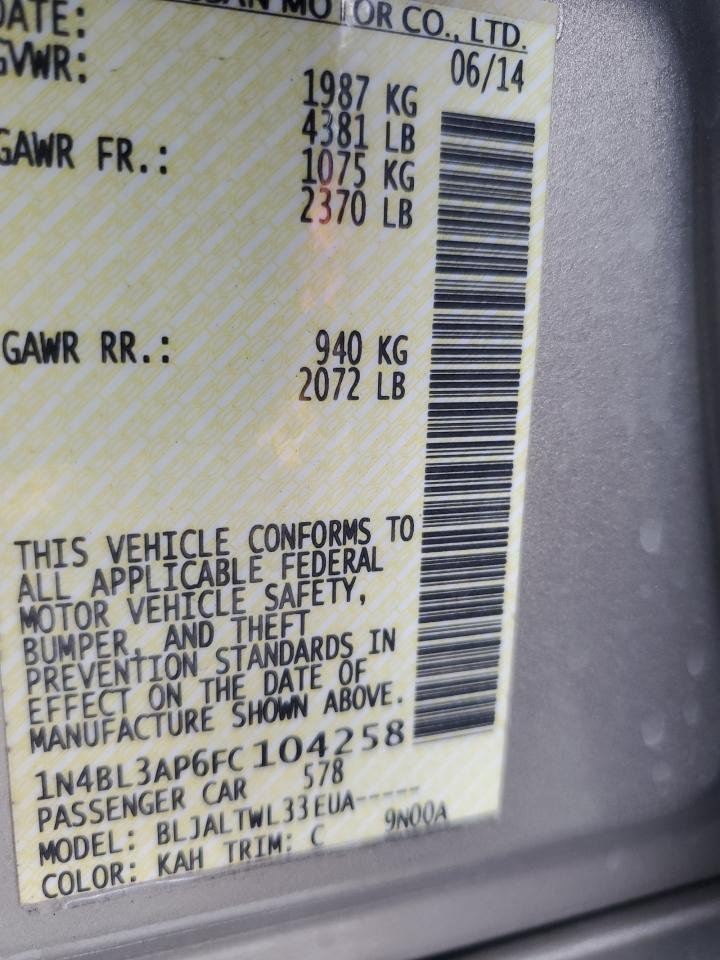 MOTOR CO., LTD.
DATE: 06/14
GVWR: 1987 KG
4381 LB
GAWR FR.: 1075 KG
2370 LB
GAWR RR.: 940 KG
2072 LB
THIS VEHICLE CONFORMS TO
ALL APPLICABLE FEDERAL
MOTOR VEHICLE SAFETY,
BUMPER, AND THEFT
PREVENTION STANDARDS IN
EFFECT ON THE DATE OF
MANUFACTURE SHOWN ABOVE.
1N4BL3AP6FC104258
PASSENGER CAR 578
MODEL: BLJALTWL33EUA-----
COLOR: KAH TRIM: C 9N00A